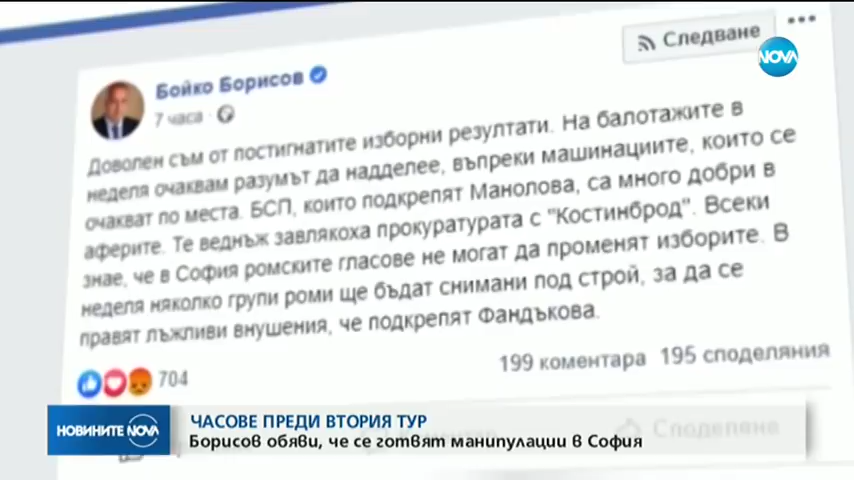 Следване
NOVA
Бойко Борисов
7 часа
Доволен съм от постигнатите изборни резултати. На балотажите в
неделя очаквам разумът да надделее, въпреки машинациите, които се
очакват по места. БСП, които подкрепят Манолова, са много добри в
аферите. Те веднъж завлякоха прокуратурата с "Костинброд". Всеки
знае, че в София ромските гласове не могат да променят изборите. В
неделя няколко групи роми ще бъдат снимани под строй, за да се
правят лъжливи внушения, че подкрепят Фандъкова.
704
199 коментара 195 споделяния
Споделяне
НОВИНИТЕ NOVA
ЧАСОВЕ ПРЕДИ ВТОРИЯ ТУР
Борисов обяви, че се готвят манипулации в София